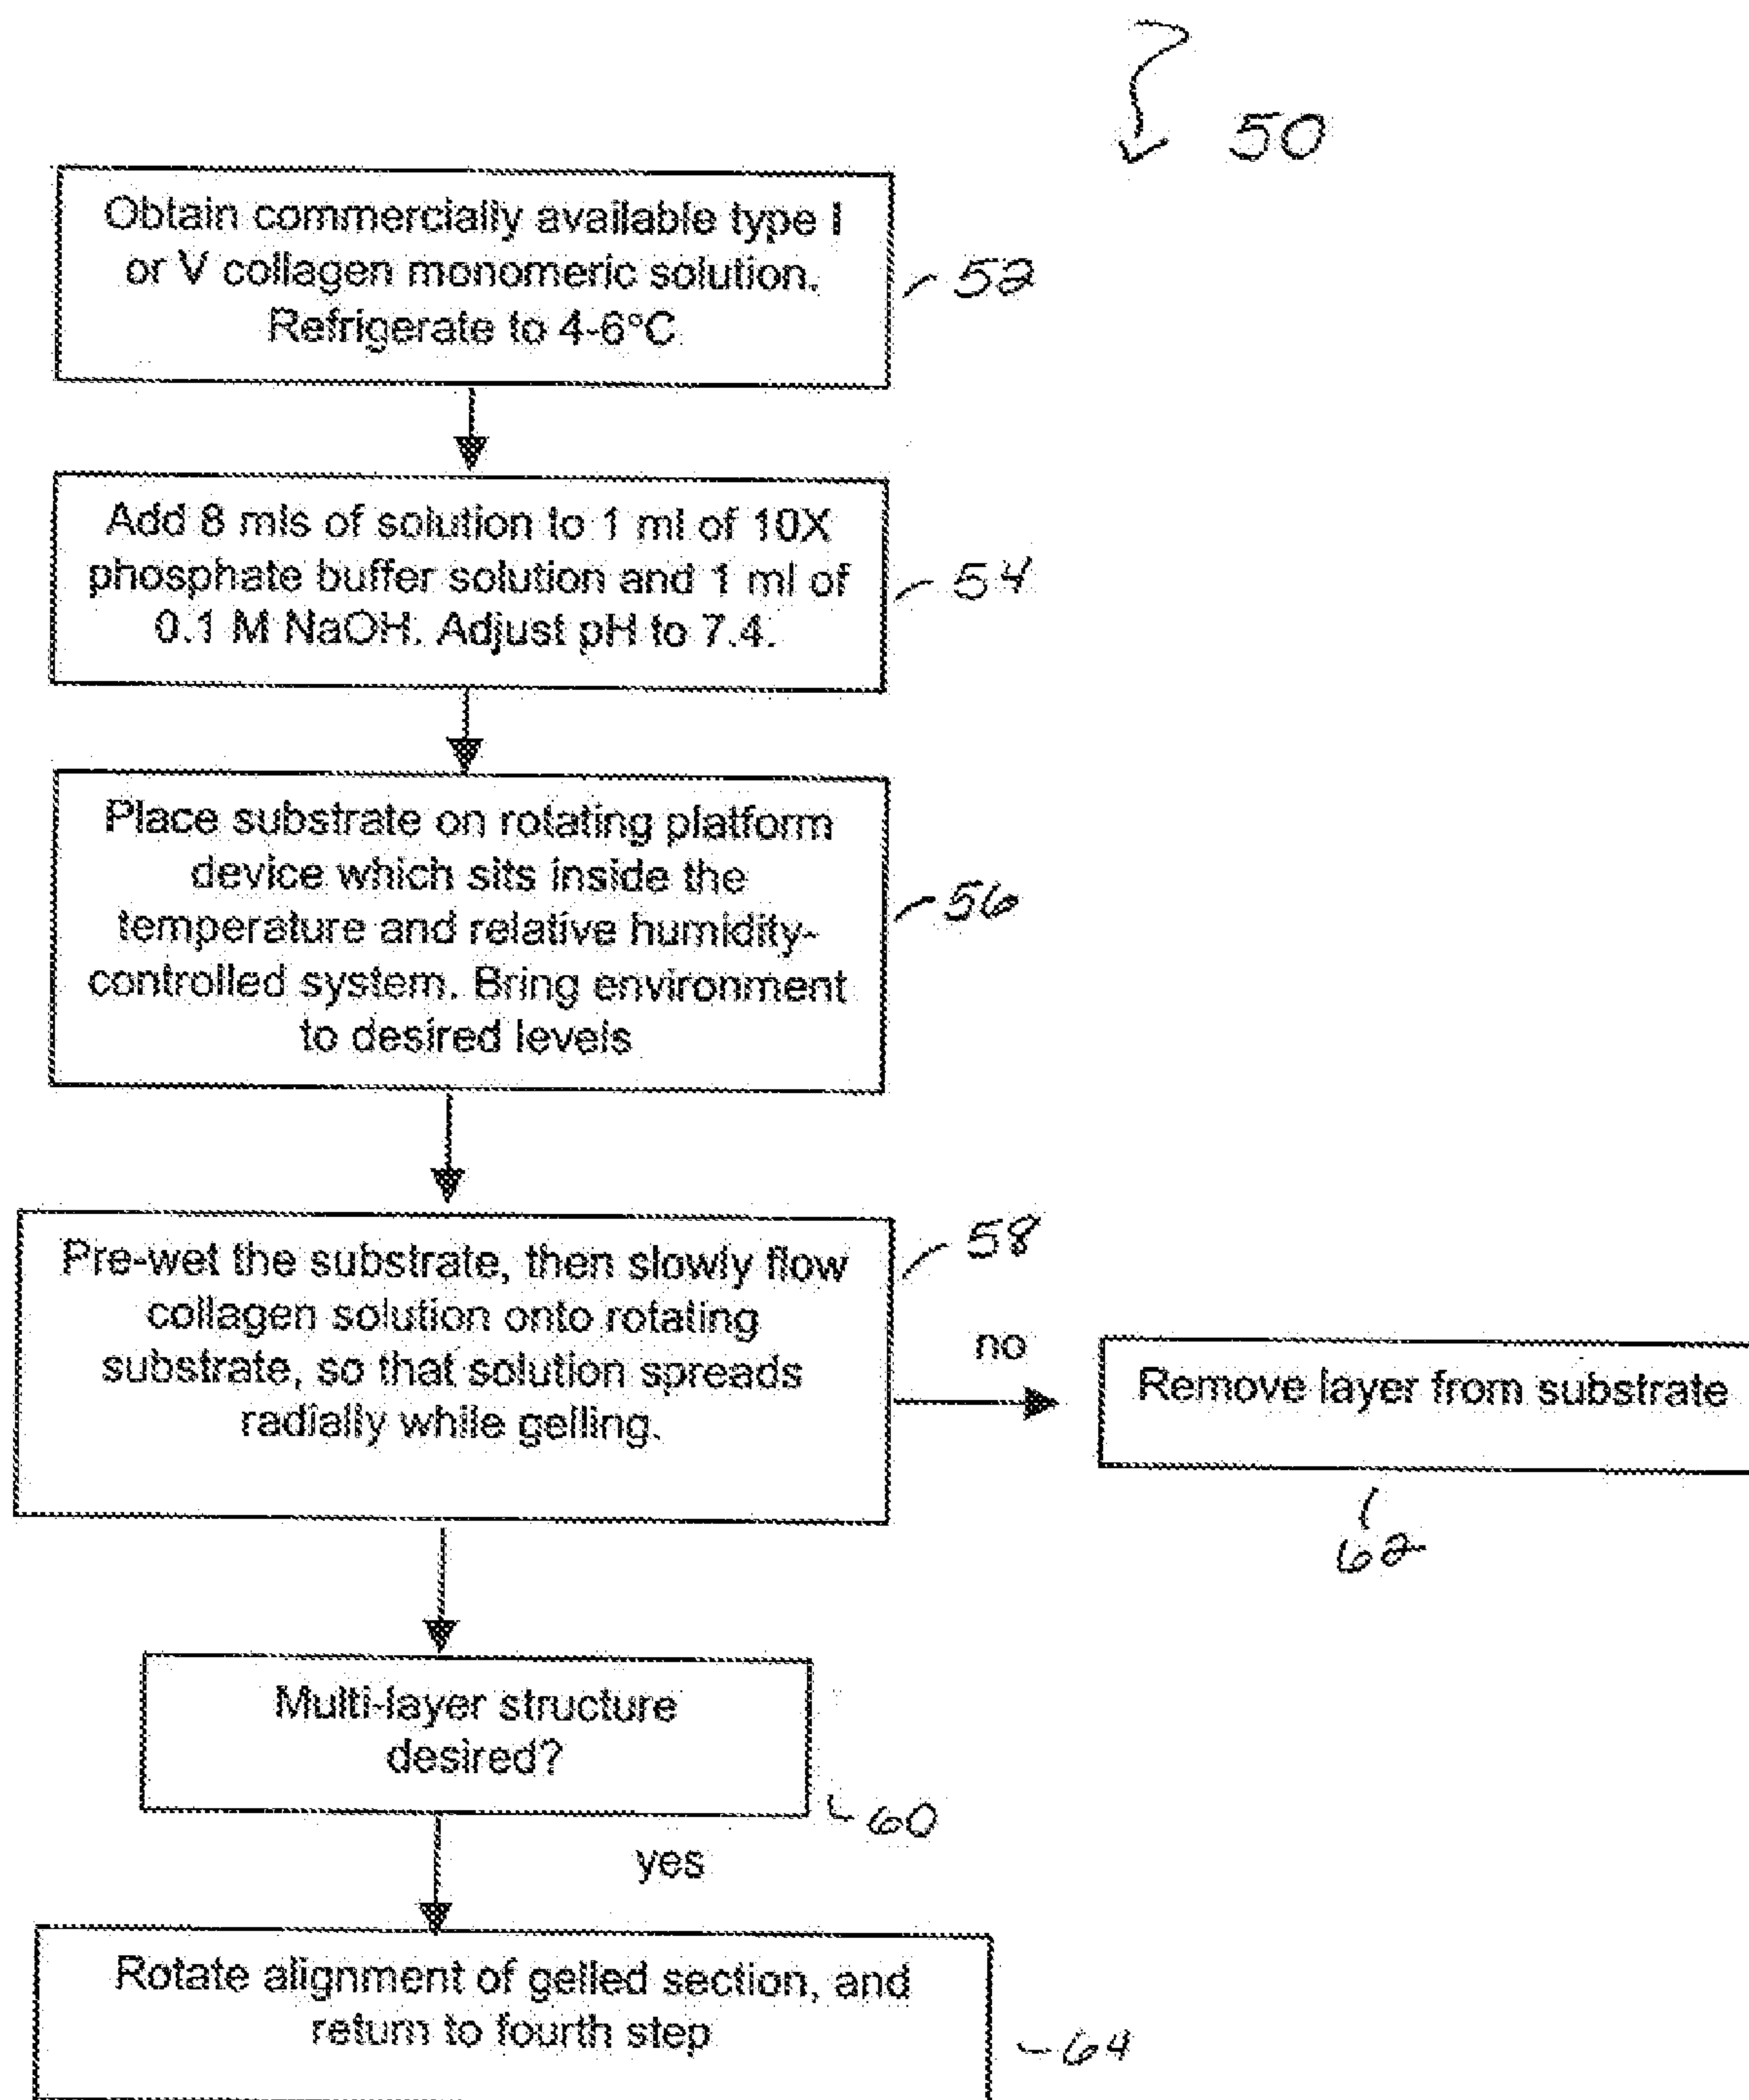 50
Obtain commercially available type I
or V collagen monomeric solution.
Refrigerate to 4-6°C
52
Add 8 mls of solution to 1 ml of 10X
phosphate buffer solution and 1 ml of
0.1 M NaOH. Adjust pH to 7.4.
54
Place substrate on rotating platform
device which sits inside the
temperature and relative humidity-
controlled system. Bring environment
to desired levels
56
Pre-wet the substrate, then slowly flow
collagen solution onto rotating
substrate, so that solution spreads
radially while gelling.
58
no
Remove layer from substrate
62
Multi-layer structure
desired?
60
yes
Rotate alignment of gelled section, and
return to fourth step
64